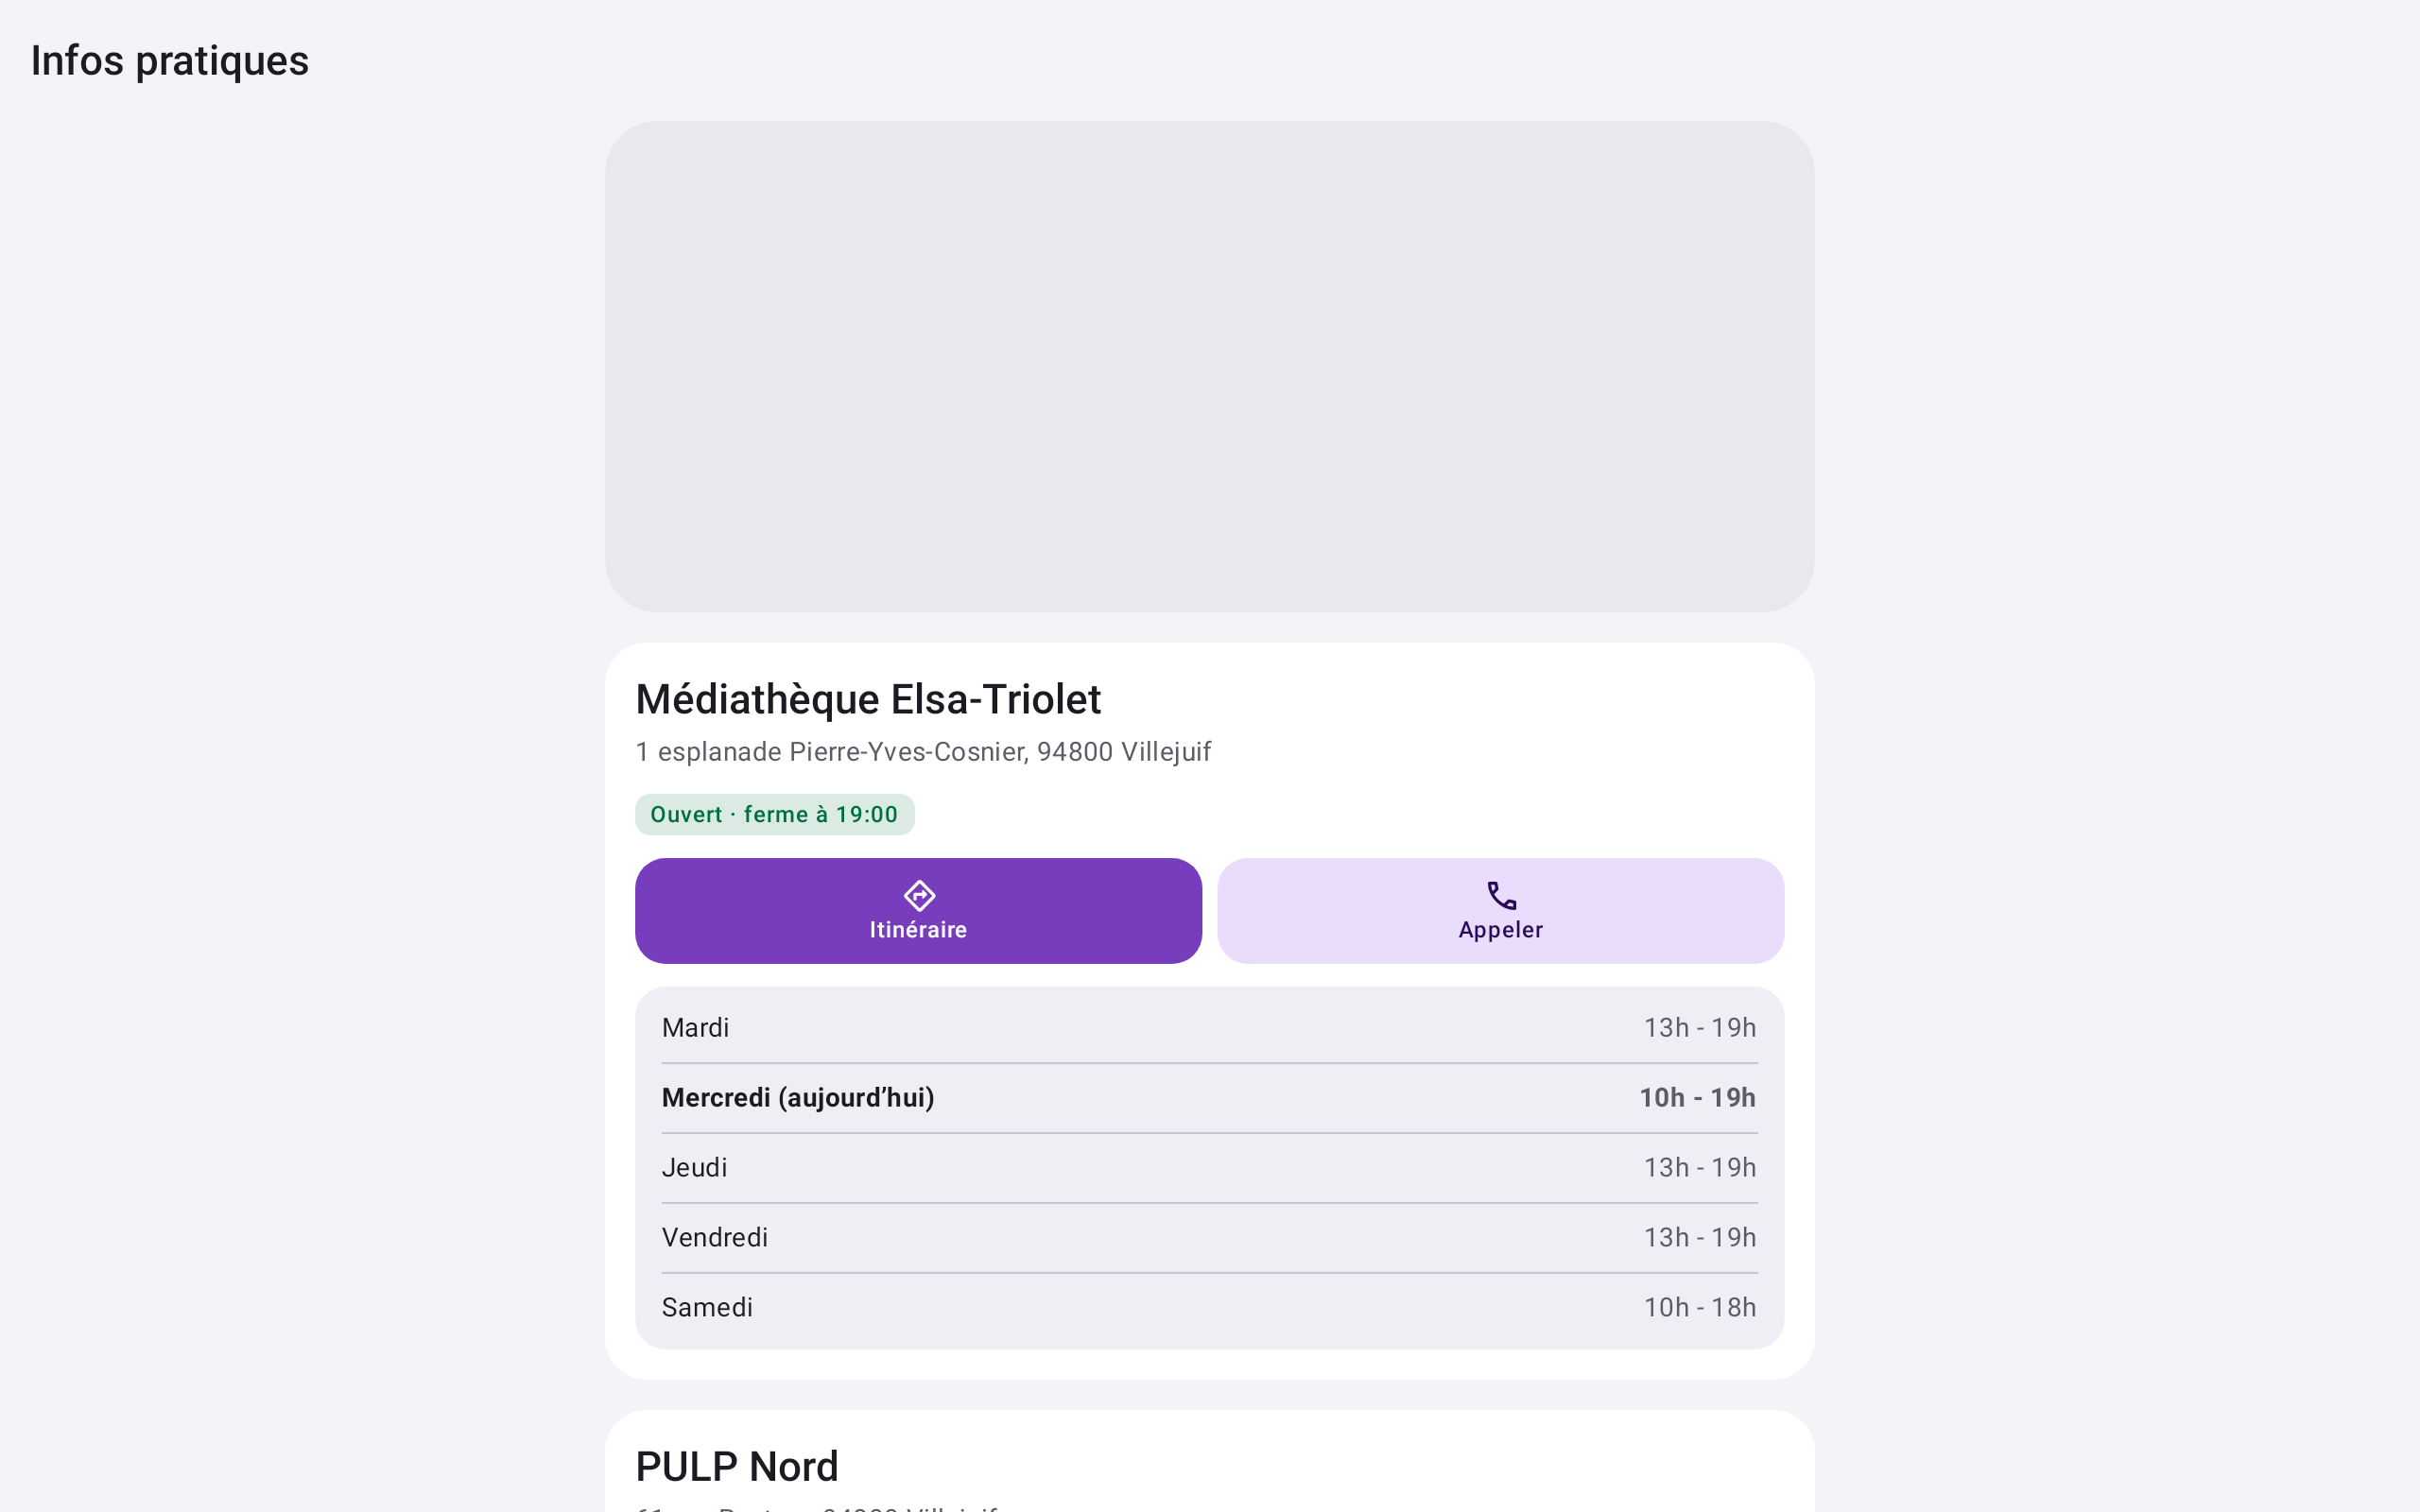 Infos pratiques
Médiathèque Elsa-Triolet
1 esplanade Pierre-Yves-Cosnier, 94800 Villejuif
Ouvert · ferme à 19:00
Itinéraire
Appeler
Mardi 13h - 19h
Mercredi (aujourd’hui) 10h - 19h
Jeudi 13h - 19h
Vendredi 13h - 19h
Samedi 10h - 18h
PULP Nord